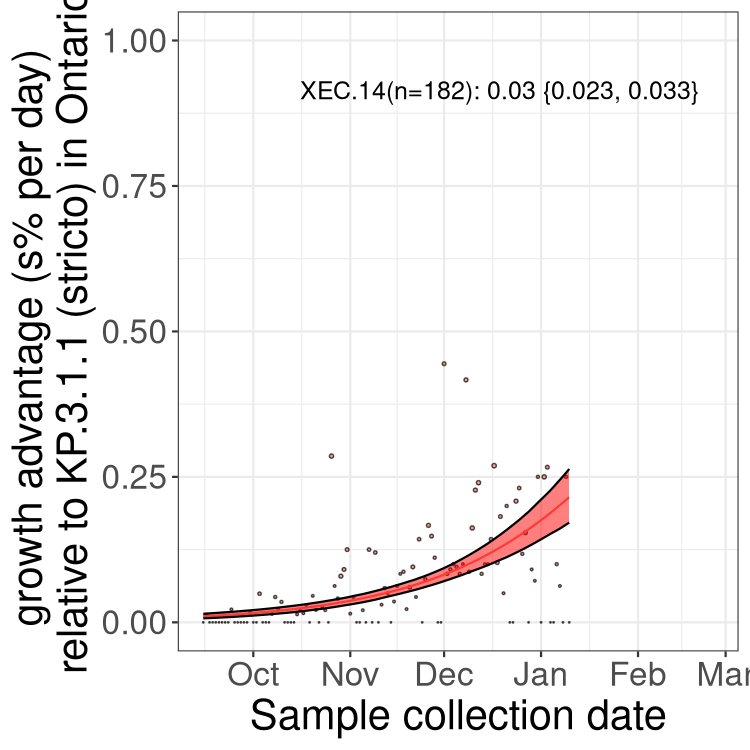 growth advantage (s% per day)
relative to KP.3.1.1 (stricto) in Ontario
1.00
0.75
0.50
0.25
0.00
XEC.14(n=182): 0.03 {0.023, 0.033}
Oct Nov Dec Jan Feb Mar
Sample collection date